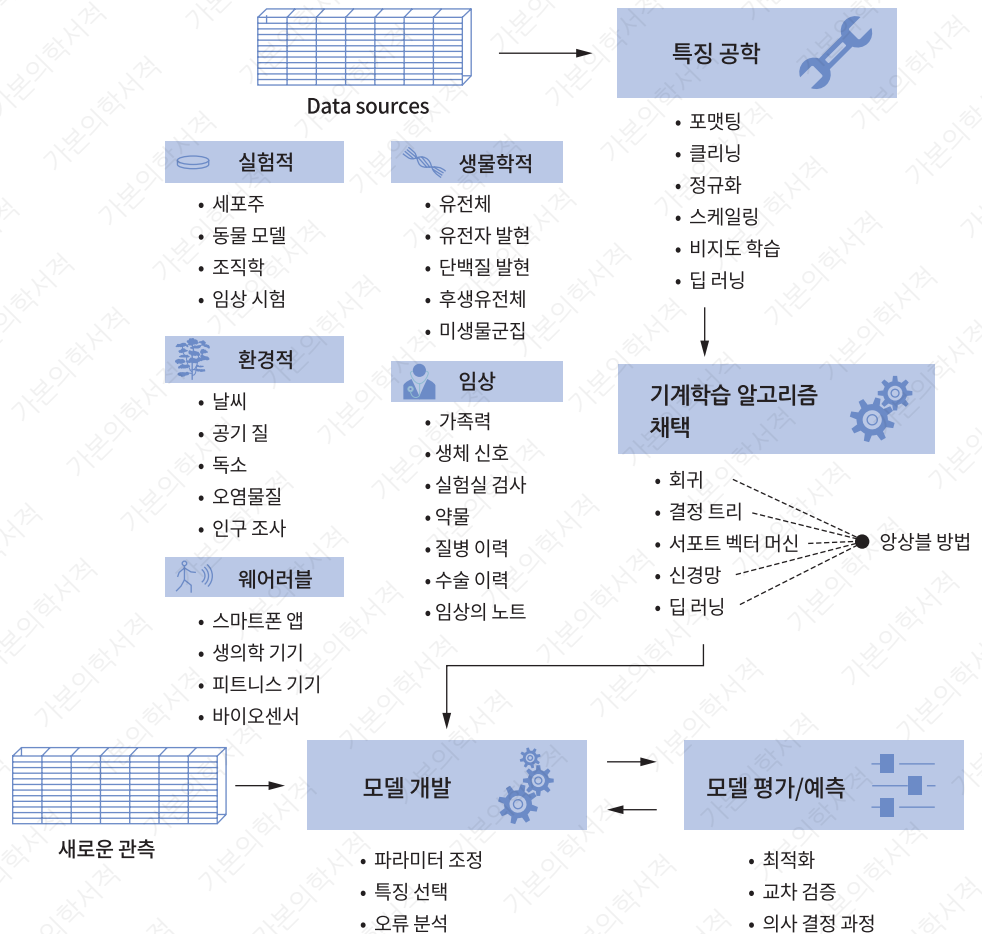 Data sources
실험적
• 세포주
• 동물 모델
• 조직학
• 임상 시험
환경적
• 날씨
• 공기 질
• 독소
• 오염물질
• 인구 조사
웨어러블
• 스마트폰 앱
• 생의학 기기
• 피트니스 기기
• 바이오센서
생물학적
• 유전체
• 유전자 발현
• 단백질 발현
• 후생유전체
• 미생물군집
임상
• 가족력
• 생체 신호
• 실험실 검사
• 약물
• 질병 이력
• 수술 이력
• 임상의 노트
특징 공학
• 포맷팅
• 클리닝
• 정규화
• 스케일링
• 비지도 학습
• 딥 러닝
기계학습 알고리즘
채택
• 회귀
• 결정 트리
• 서포트 벡터 머신
• 신경망
• 딥 러닝
앙상블 방법
새로운 관측
모델 개발
• 파라미터 조정
• 특징 선택
• 오류 분석
모델 평가/예측
• 최적화
• 교차 검증
• 의사 결정 과정
가본의학서적